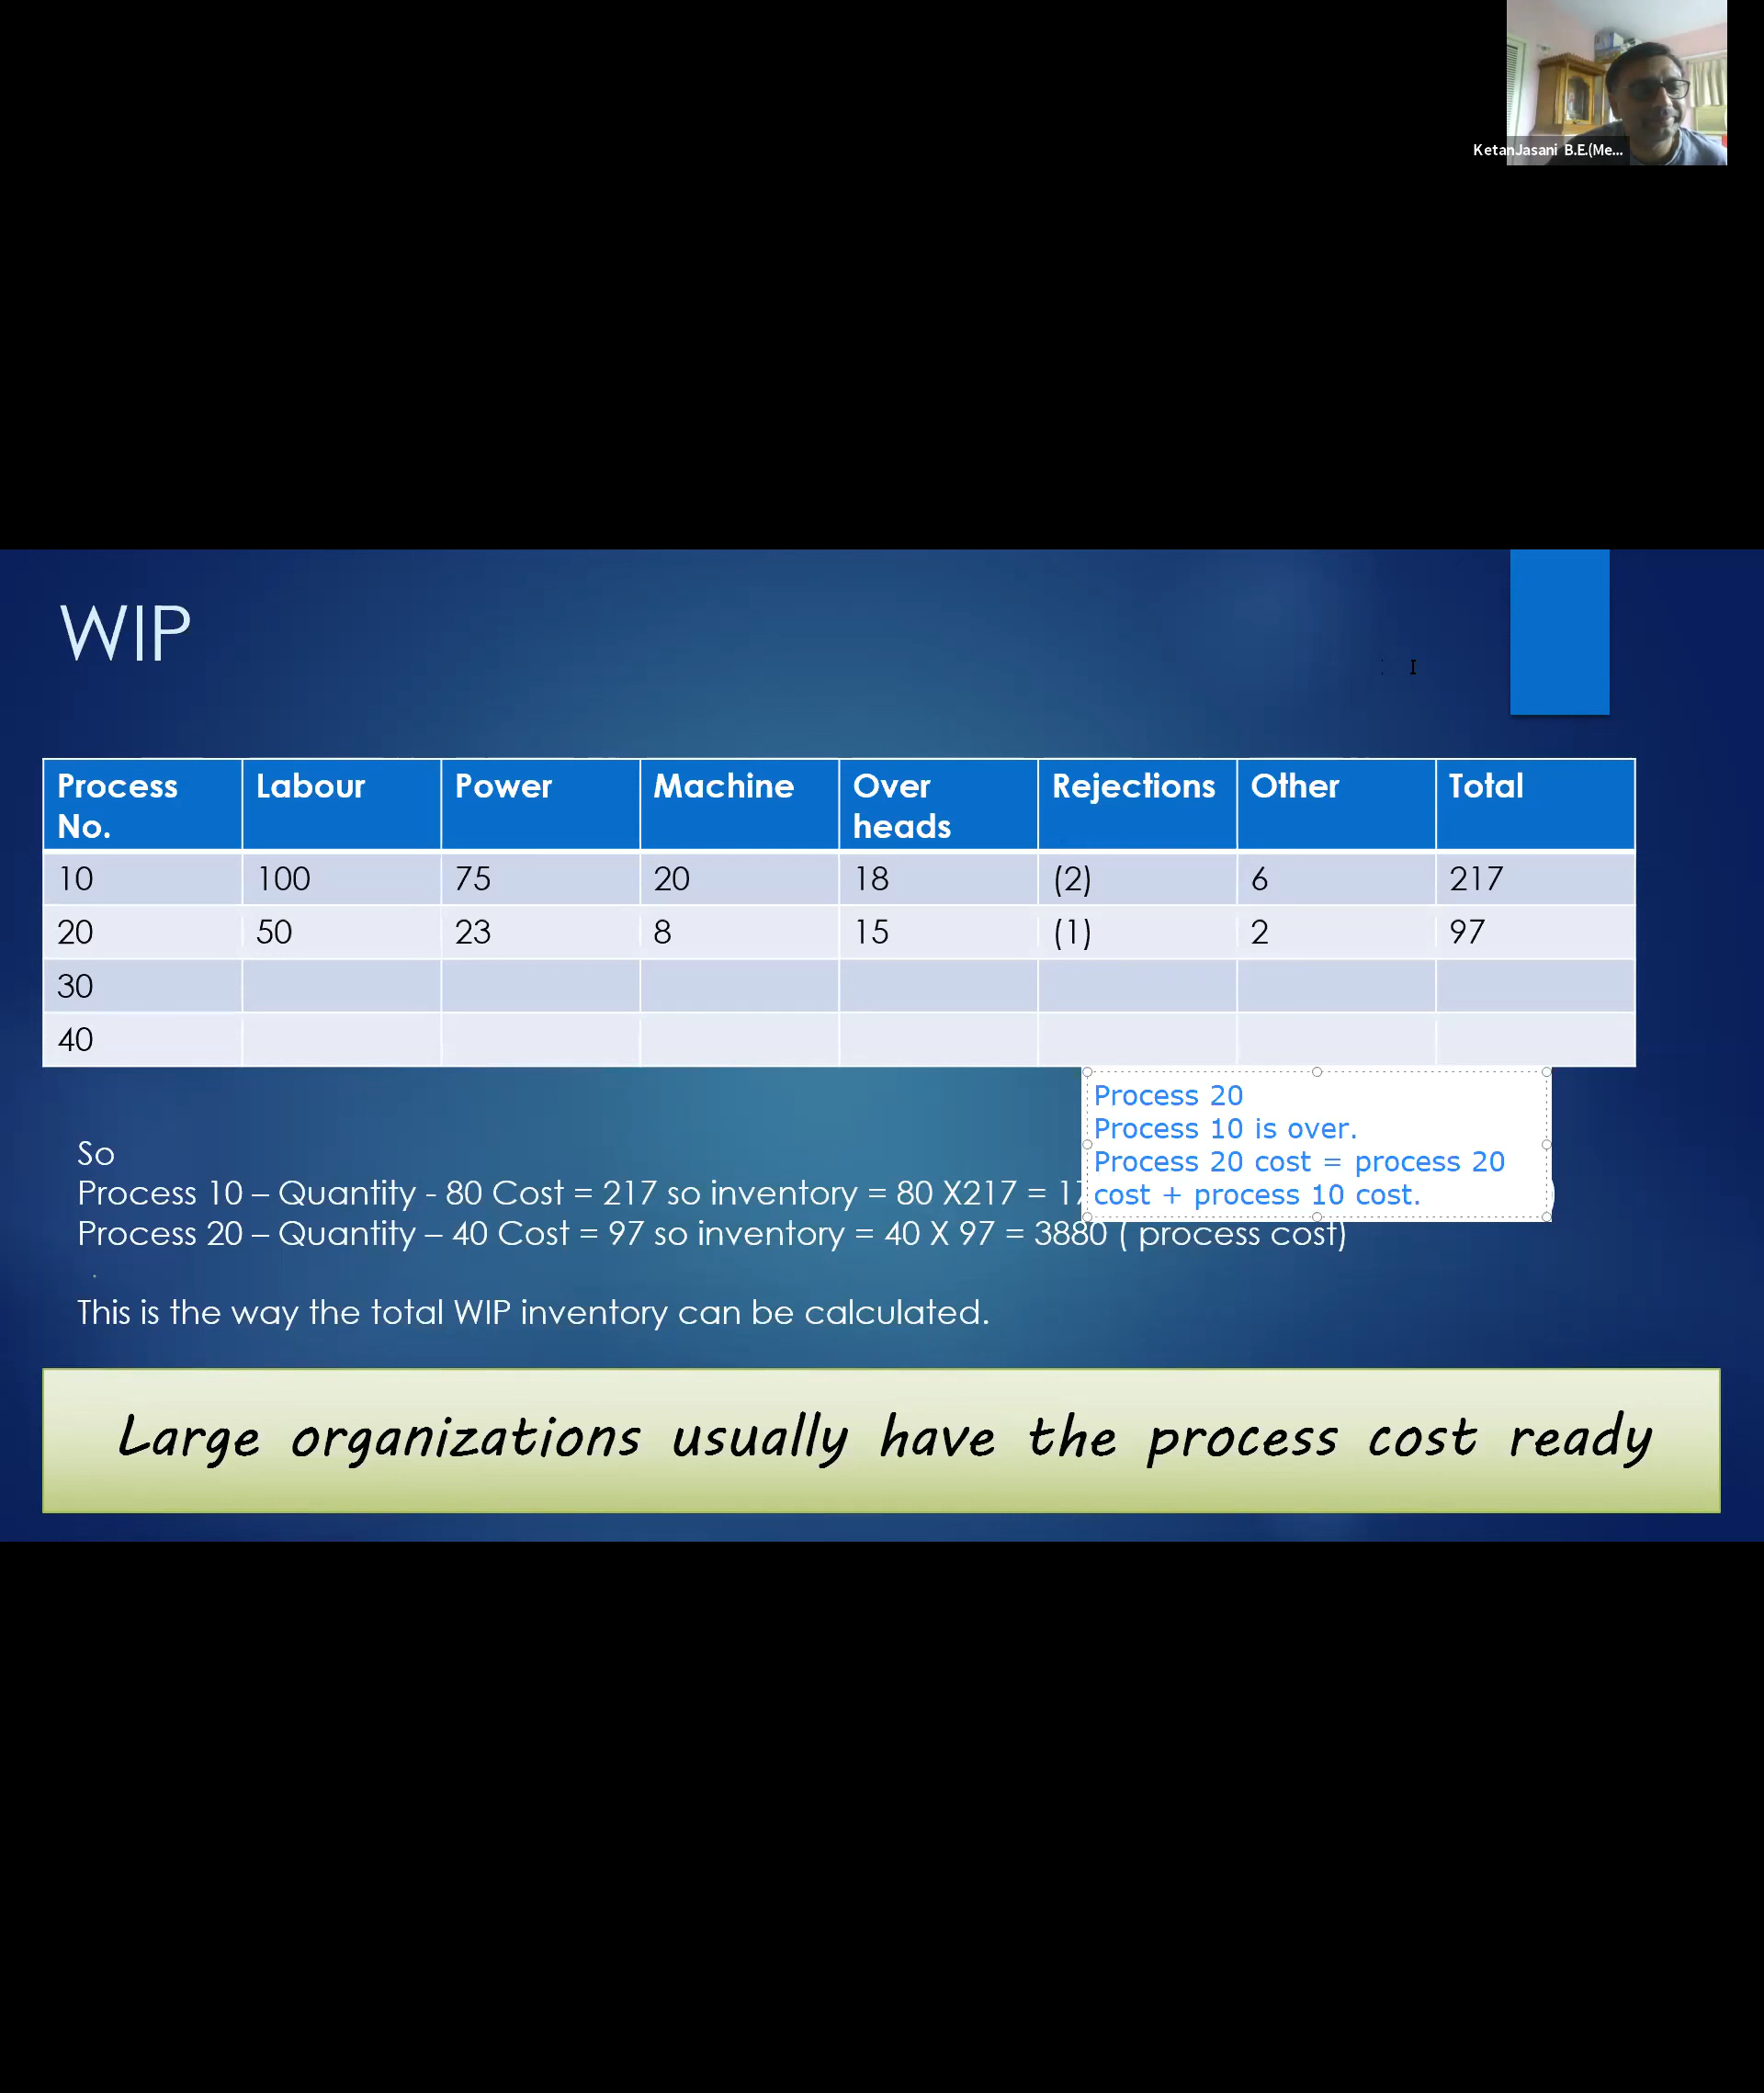 KetanJasani B.E.(Me...
WIP
Process No. Labour Power Machine Over heads Rejections Other Total
10 100 75 20 18 (2) 6 217
20 50 23 8 15 (1) 2 97
30
40
Process 20
Process 10 is over.
Process 20 cost = process 20
cost + process 10 cost.
So
Process 10 – Quantity - 80 Cost = 217 so inventory = 80 X217 =
Process 20 – Quantity – 40 Cost = 97 so inventory = 40 X 97 = 3880 ( process cost)
This is the way the total WIP inventory can be calculated.
Large organizations usually have the process cost ready